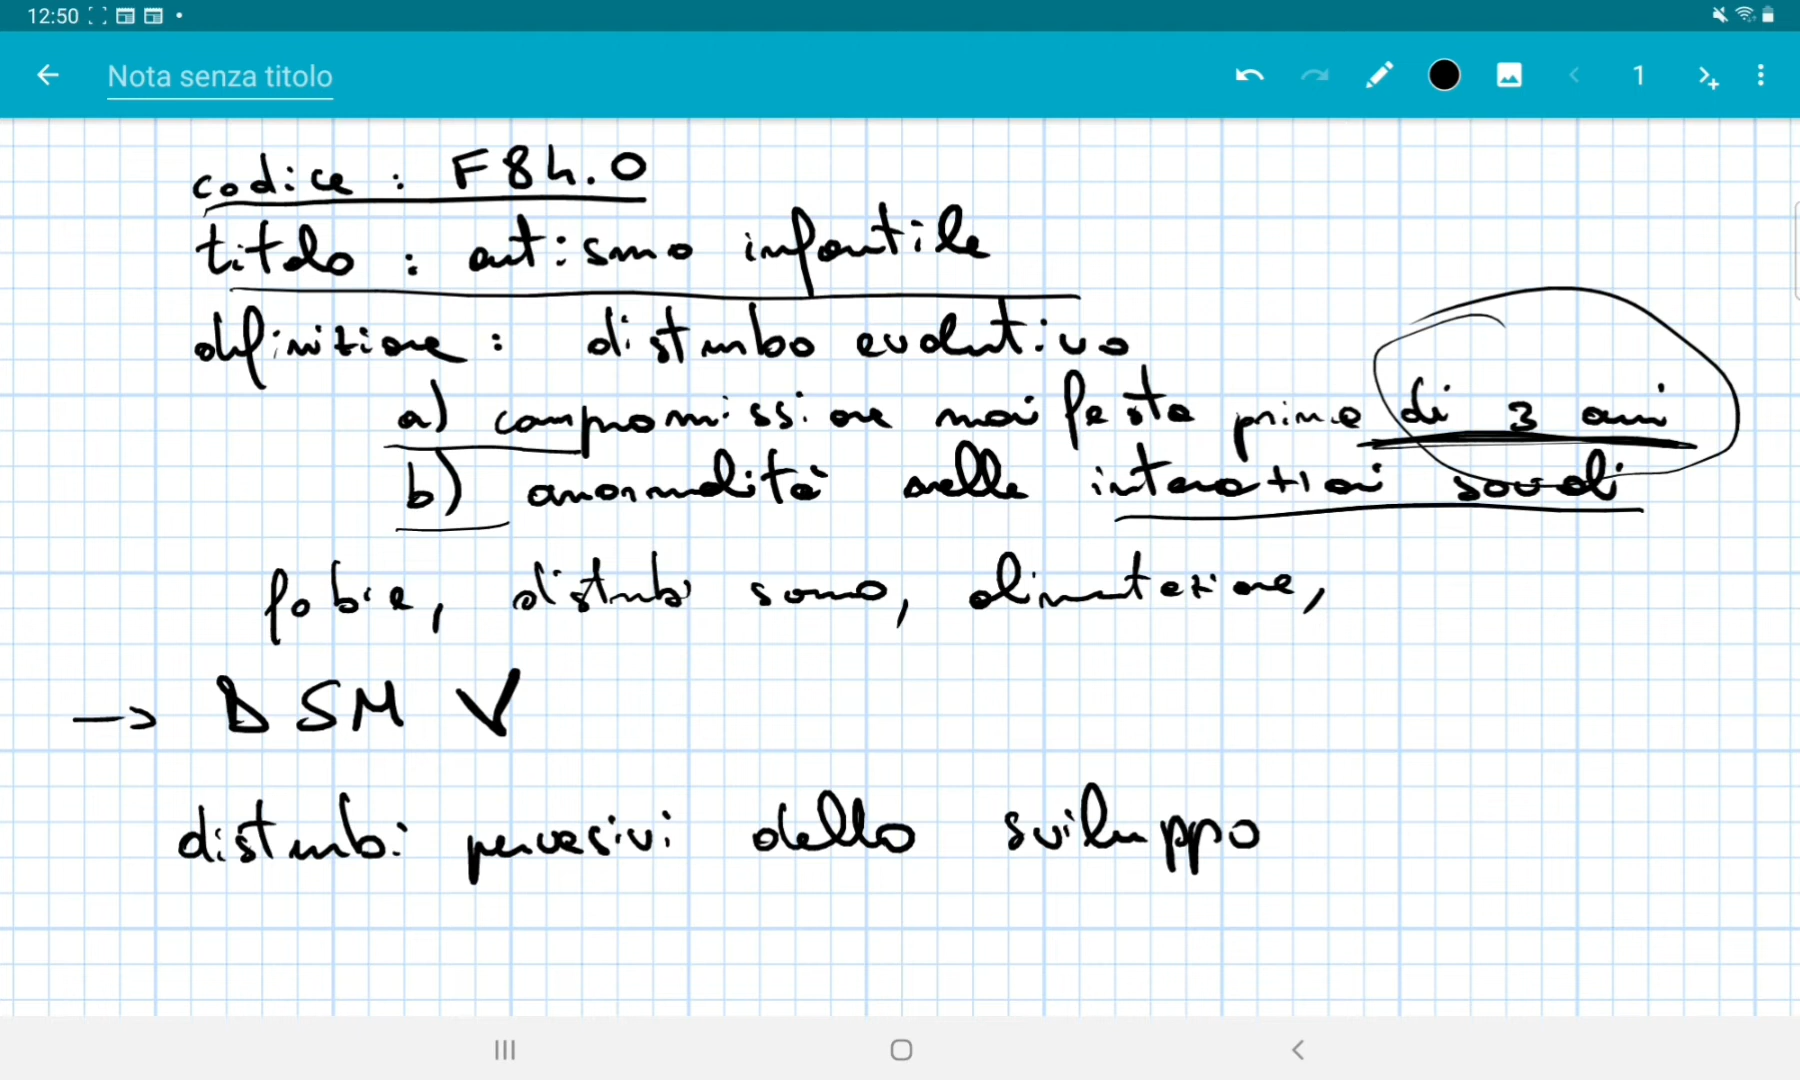 12:50
Nota senza titolo
1
codice : F84.0
titolo : autismo infantile
definizione : disturbo evolutivo
a) compromissione manifesta prima di 3 anni
b) anormalità nelle interazioni sociali
fobie, disturbi sonno, alimentazione,
→ DSM V
disturbi pervasivi dello sviluppo